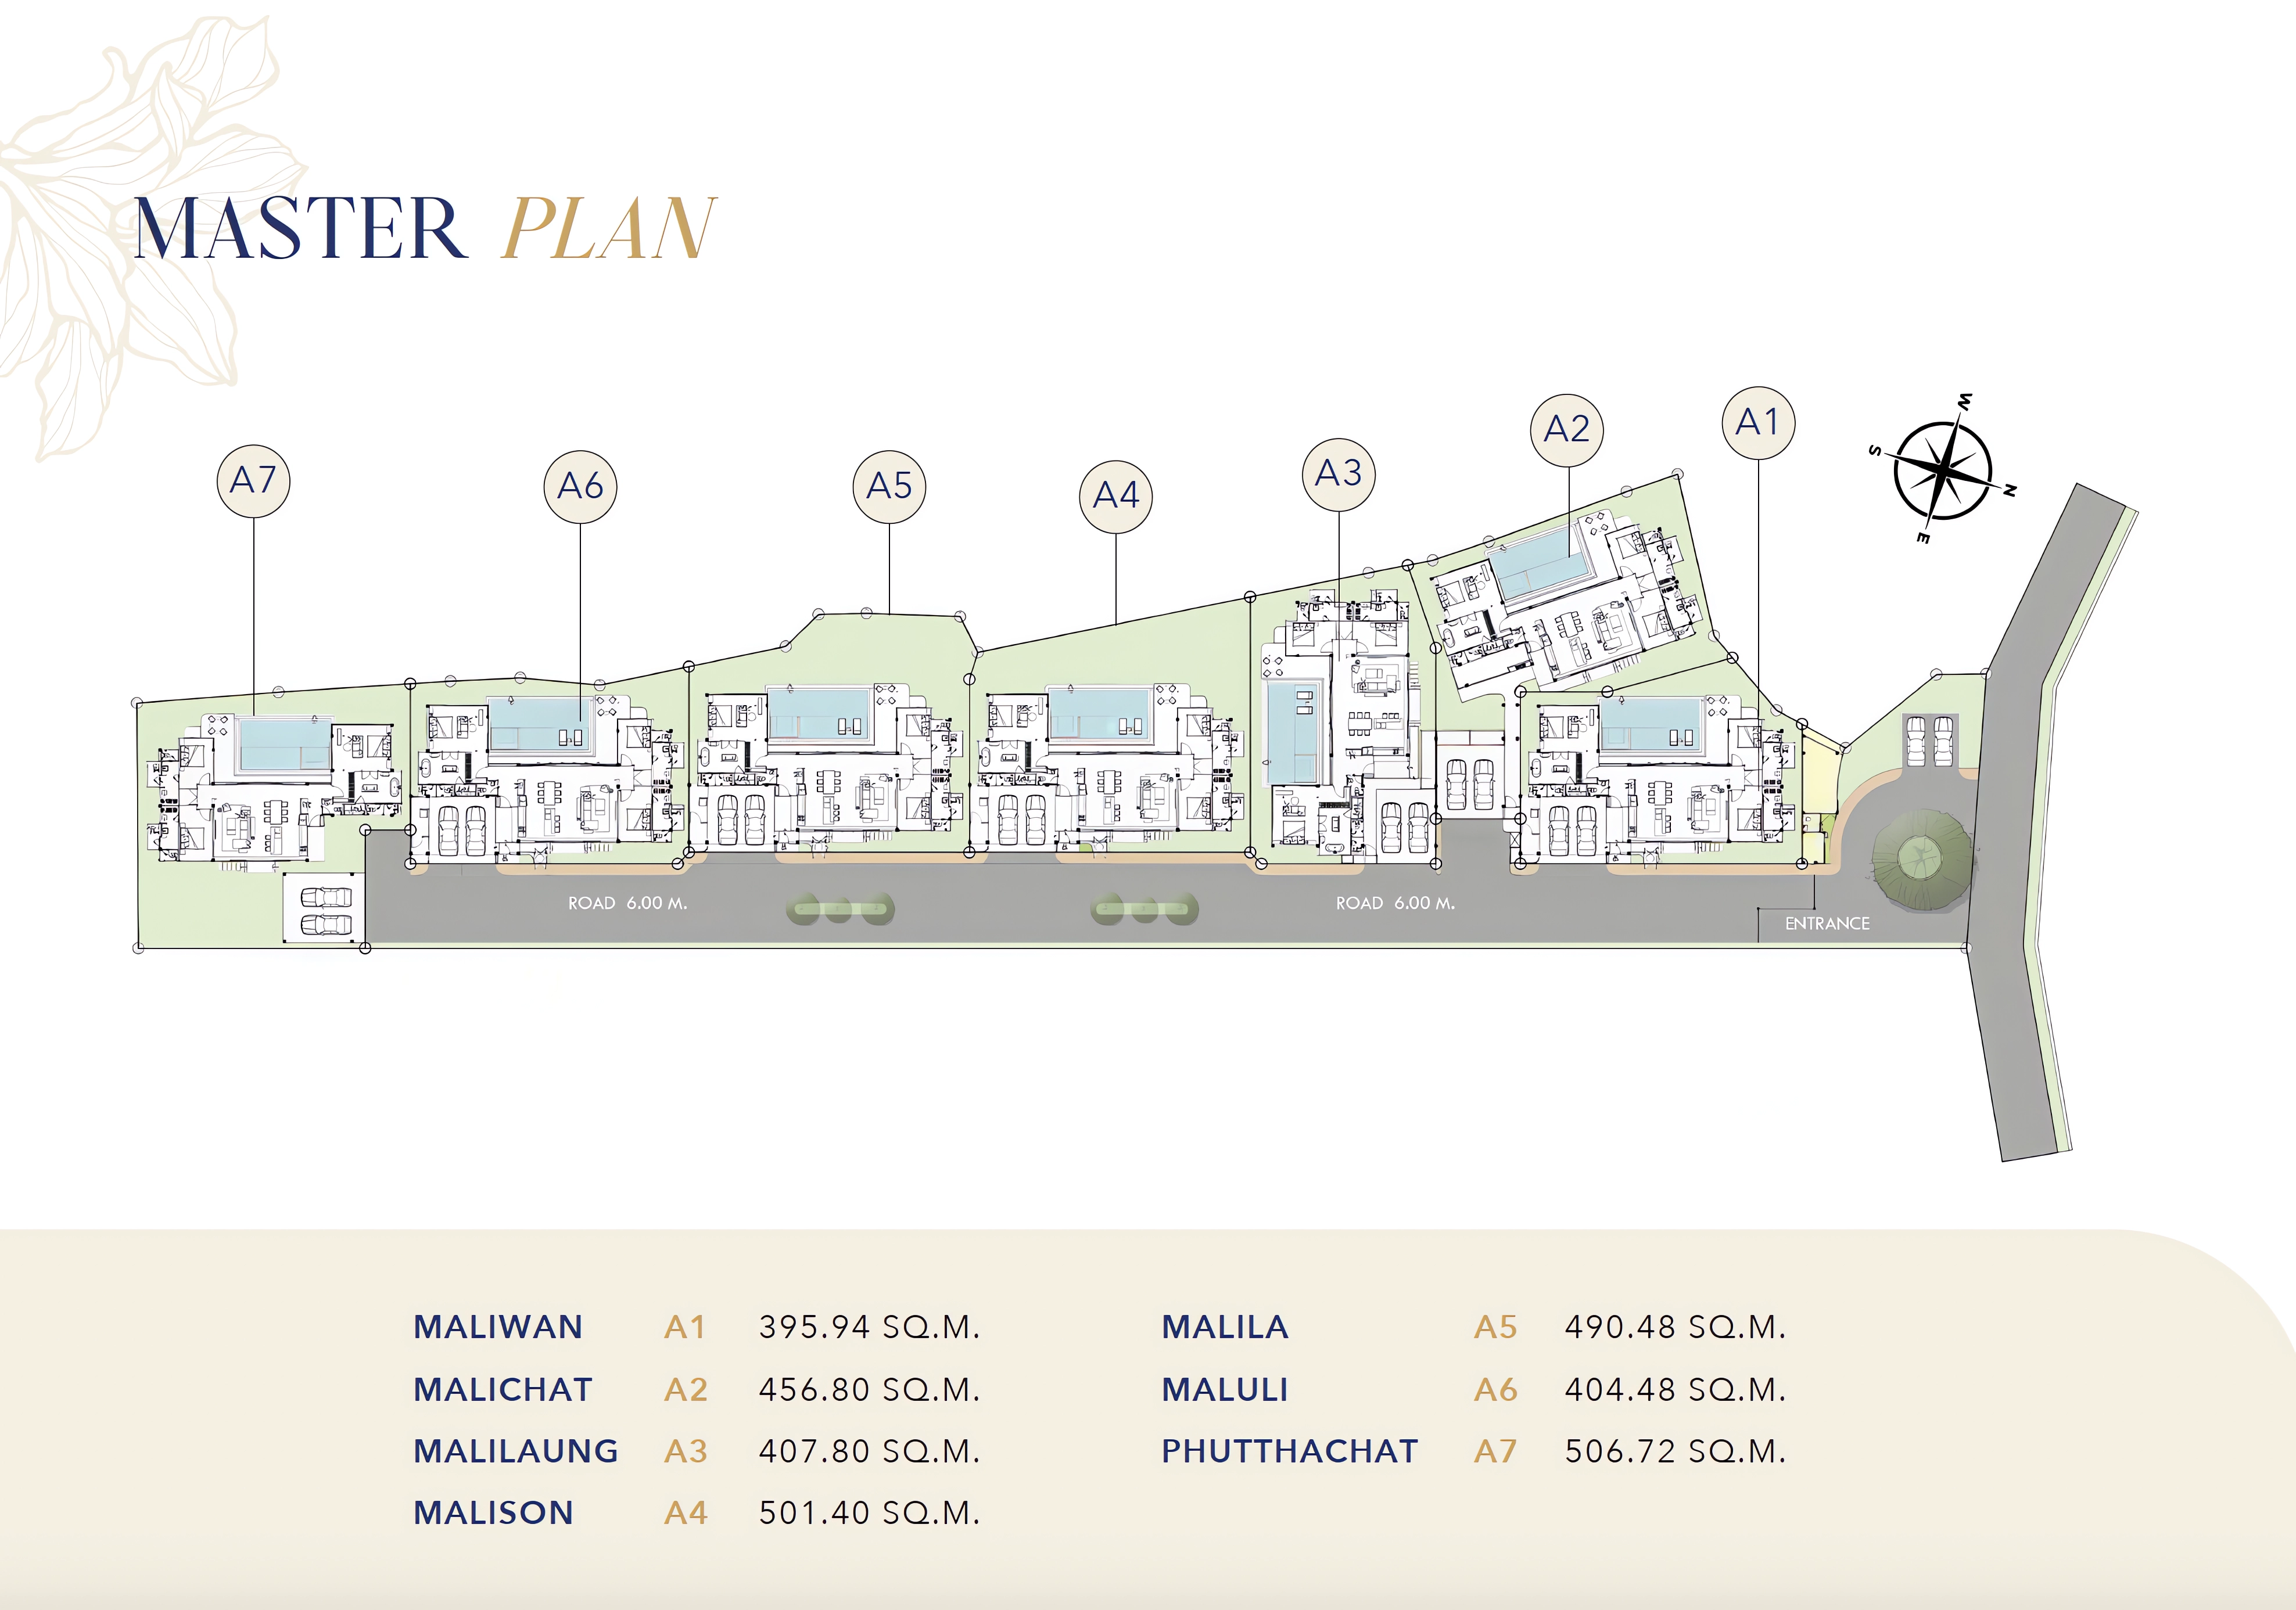 MASTER PLAN
A7
A6
A5
A4
A3
A2
A1
W
S
N
E
ROAD 6.00 M.
ROAD 6.00 M.
ENTRANCE
MALIWAN A1 395.94 SQ.M.
MALICHAT A2 456.80 SQ.M.
MALILAUNG A3 407.80 SQ.M.
MALISON A4 501.40 SQ.M.
MALILA A5 490.48 SQ.M.
MALULI A6 404.48 SQ.M.
PHUTTHACHAT A7 506.72 SQ.M.